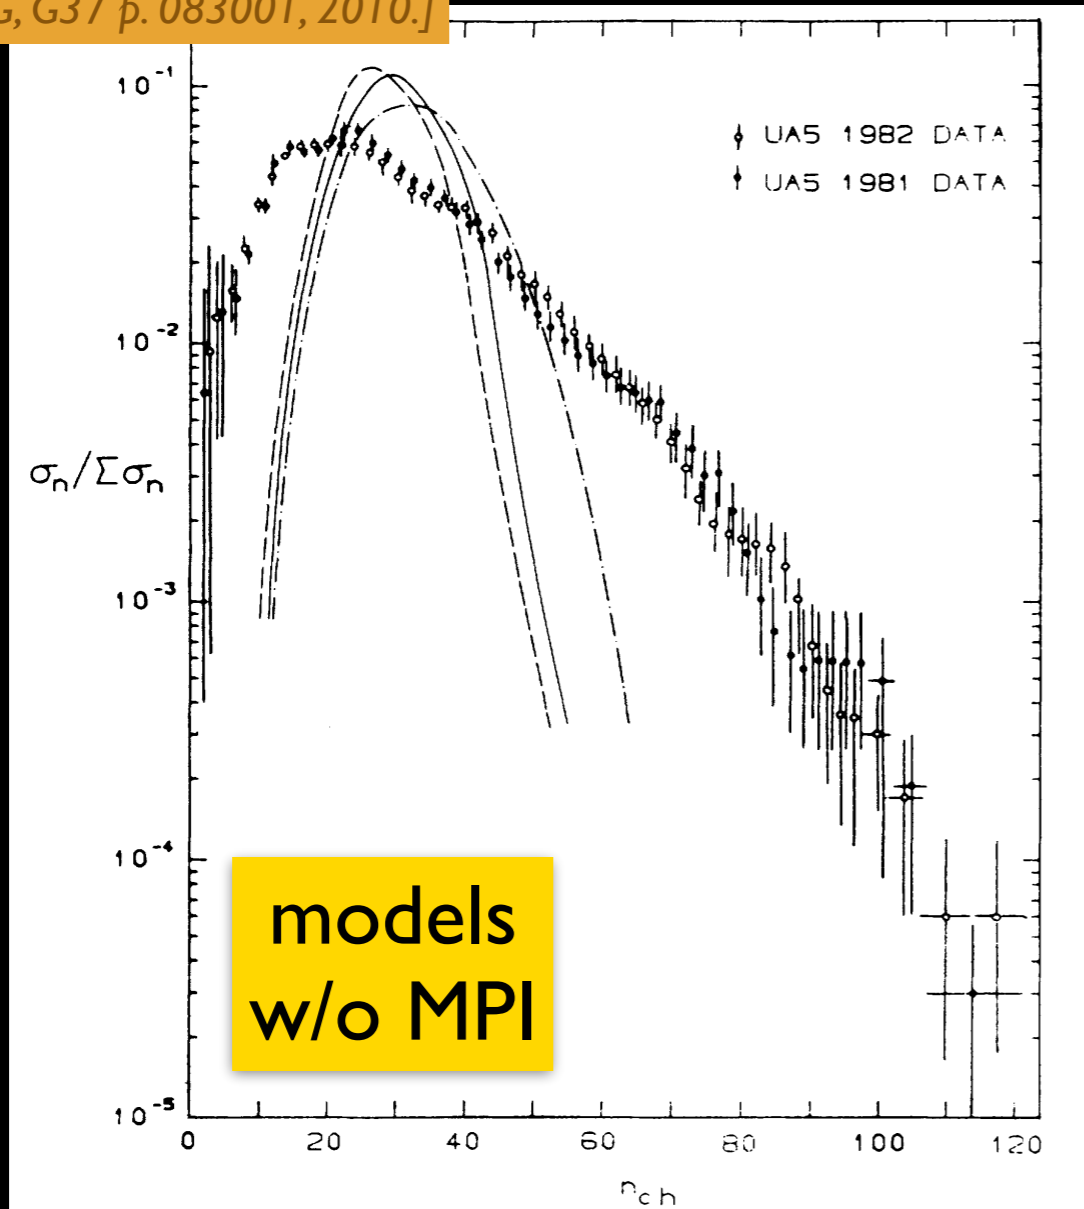 G, G37 p. 083001, 2010.]
10⁻¹
UA5 1982 DATA
UA5 1981 DATA
10⁻²
σn/Σσn
10⁻³
10⁻⁴
models
w/o MPI
10⁻⁵
0 20 40 60 80 100 120
n ch